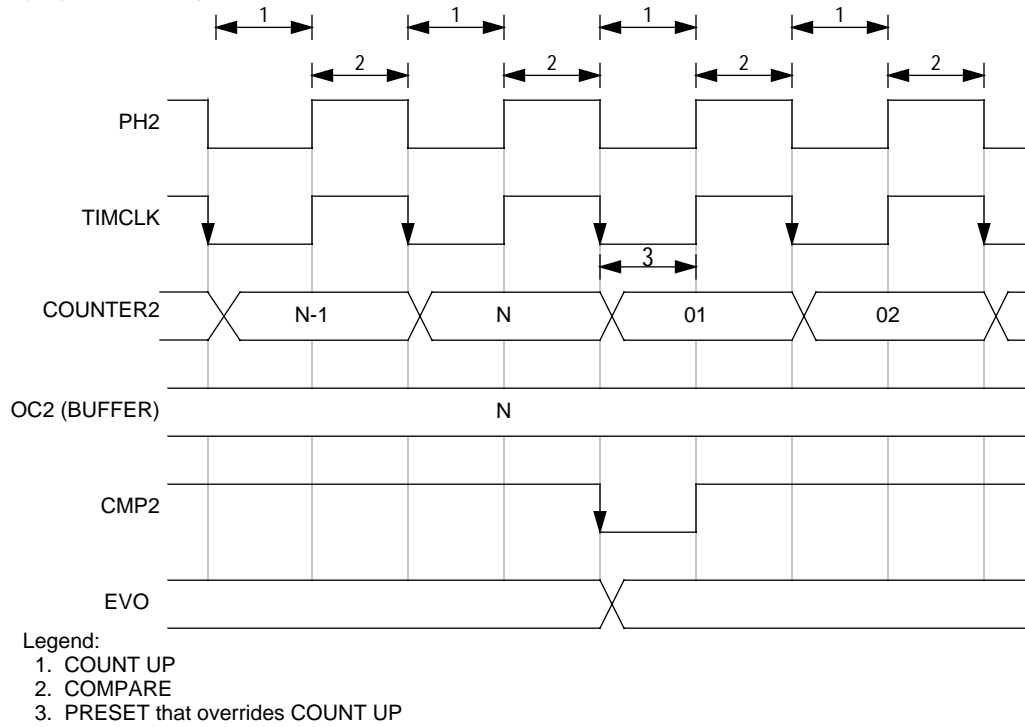 1 1 1 1
2 2 2 2
PH2
TIMCLK
3
COUNTER2 N-1 N 01 02
OC2 (BUFFER) N
CMP2
EVO
Legend:
1. COUNT UP
2. COMPARE
3. PRESET that overrides COUNT UP